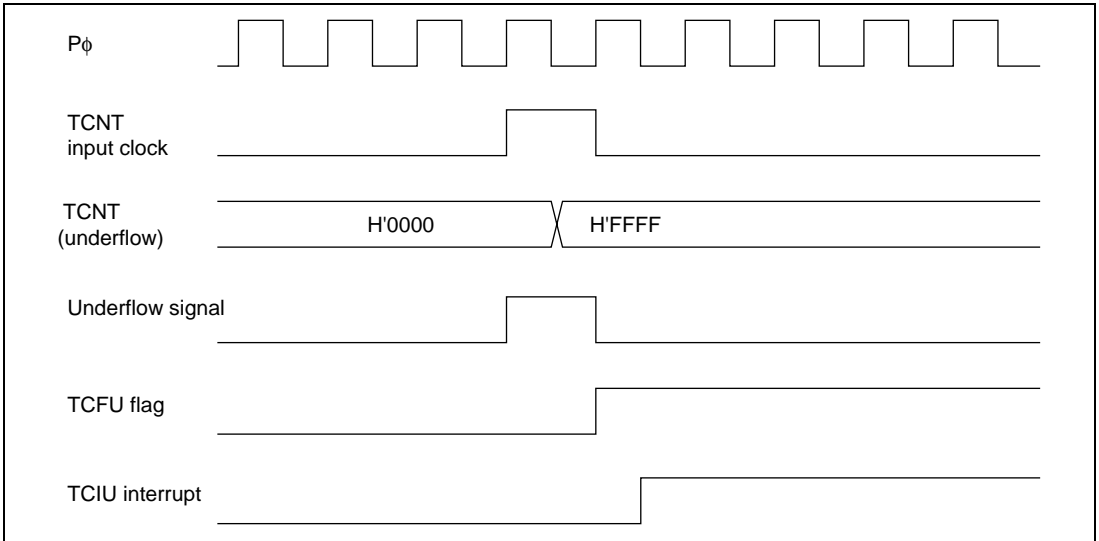 Pϕ
TCNT
input clock
TCNT
(underflow)
H'0000
H'FFFF
Underflow signal
TCFU flag
TCIU interrupt